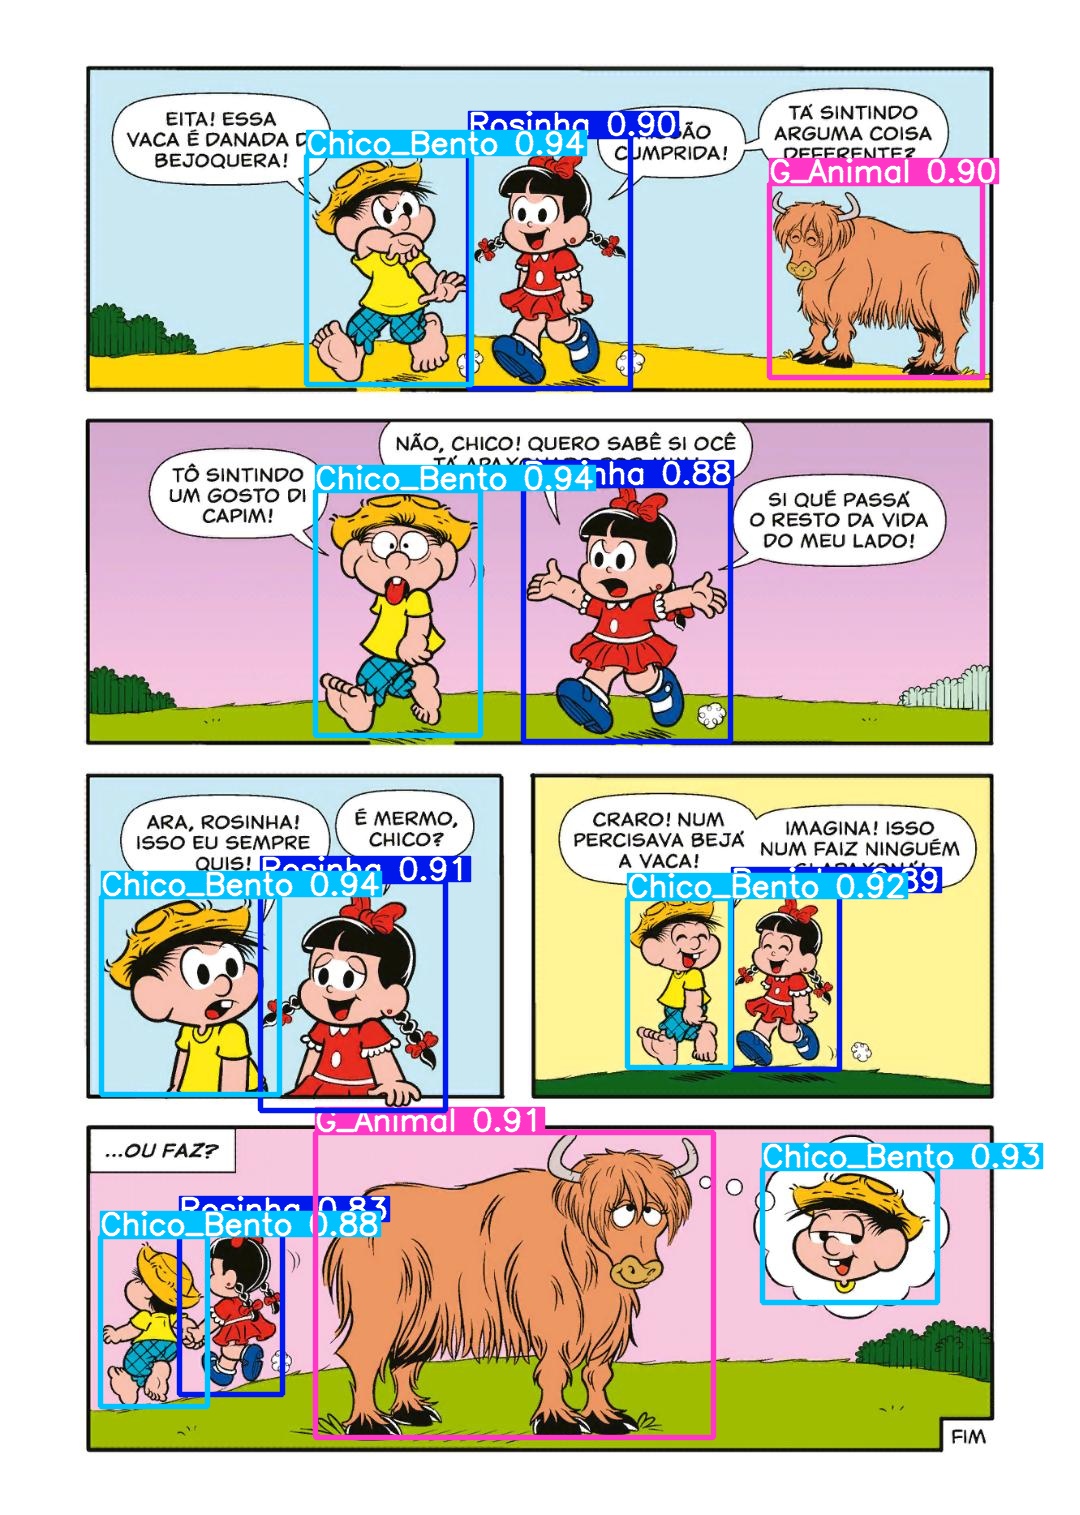 EITA! ESSA
VACA É DANADA
BEJOQUERA!
Rosinha 0.90
Chico_Bento 0.94
CUMPRIDA!
TÁ SINTINDO
ARGUMA COISA
DEFERENTE?
G_Animal 0.90
NÃO, CHICO! QUERO SABÊ SI OCÊ
TÔ SINTINDO
UM GOSTO DI
CAPIM!
Chico_Bento 0.94
0.88
SI QUÉ PASSÁ
O RESTO DA VIDA
DO MEU LADO!
ARA, ROSINHA!
ISSO EU SEMPRE
QUIS!
É MERMO,
CHICO?
Rosinha 0.91
Chico_Bento 0.94
CRARO! NUM
PERCISAVA BEJÁ
A VACA!
IMAGINA! ISSO
NUM FAIZ NINGUÉM
Chico_Bento 0.92
...OU FAZ?
G_Animal 0.91
Chico_Bento 0.93
Rosinha 0.83
Chico_Bento 0.88
FIM